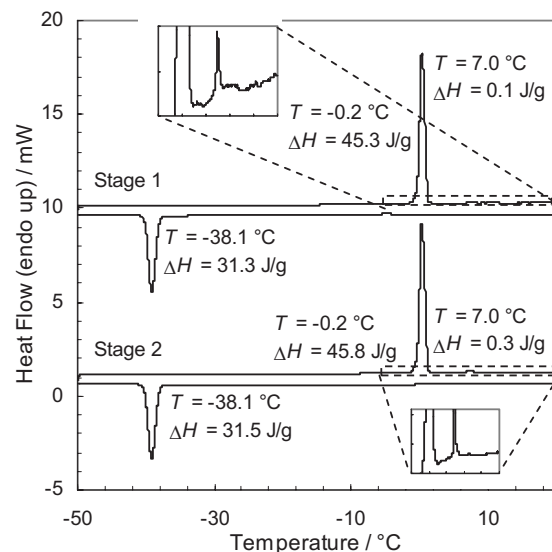 20
15
10
5
0
-5
Heat Flow (endo up) / mW
T = 7.0 °C
ΔH = 0.1 J/g
T = -0.2 °C
ΔH = 45.3 J/g
Stage 1
T = -38.1 °C
ΔH = 31.3 J/g
T = -0.2 °C
ΔH = 45.8 J/g
T = 7.0 °C
ΔH = 0.3 J/g
Stage 2
T = -38.1 °C
ΔH = 31.5 J/g
-50
-30
-10
10
Temperature / °C